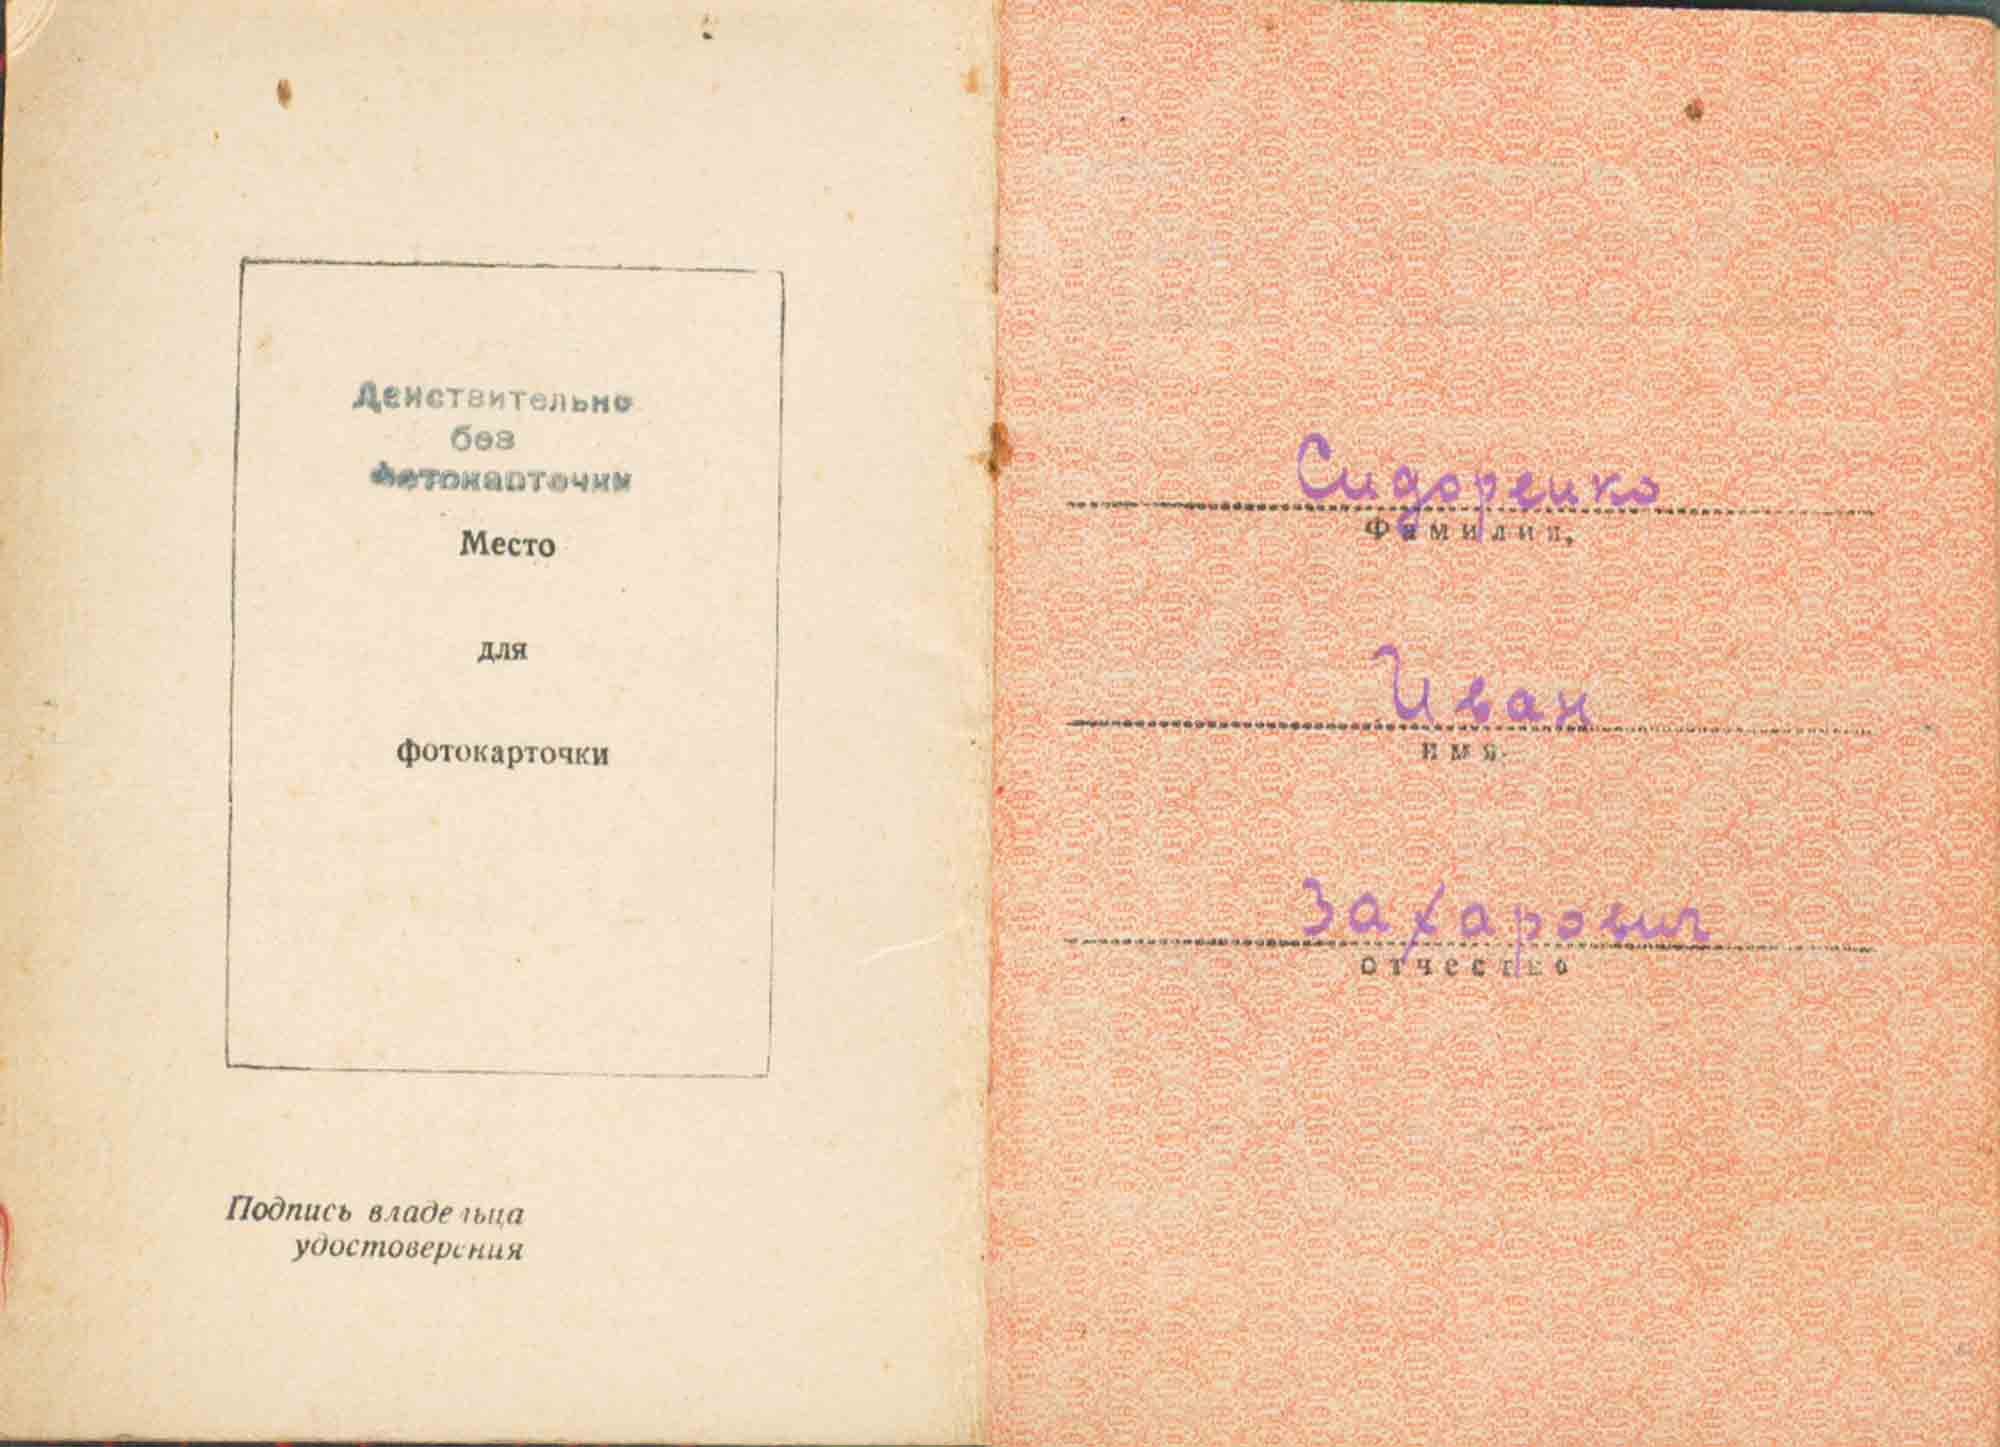 Действительно
без
фотокарточки
Место
для
фотокарточки
Подпись владельца
удостоверения
Сидоренко
Фамилия,
Иван
имя
Захарович
отчество